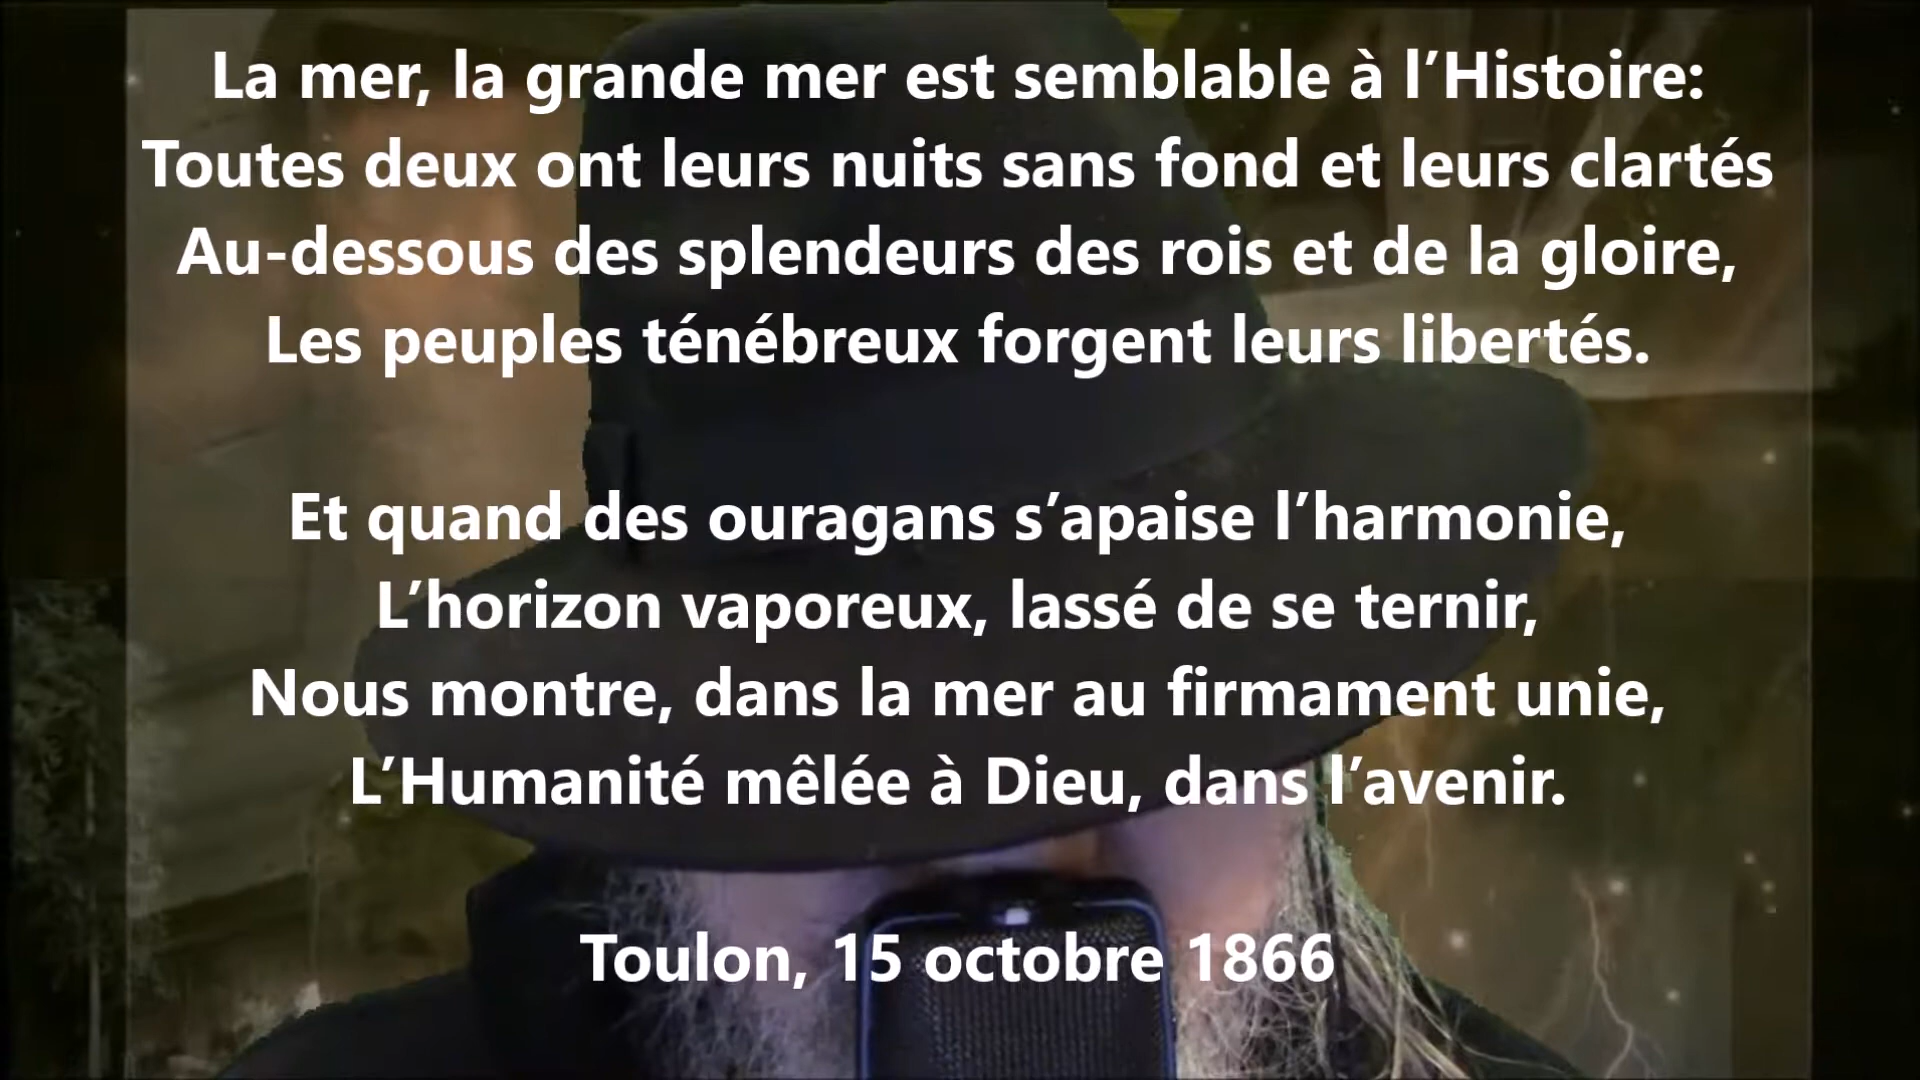 La mer, la grande mer est semblable à l’Histoire:
Toutes deux ont leurs nuits sans fond et leurs clartés
Au-dessous des splendeurs des rois et de la gloire,
Les peuples ténébreux forgent leurs libertés.
Et quand des ouragans s’apaise l’harmonie,
L’horizon vaporeux, lassé de se ternir,
Nous montre, dans la mer au firmament unie,
L’Humanité mêlée à Dieu, dans l’avenir.
Toulon, 15 octobre 1866